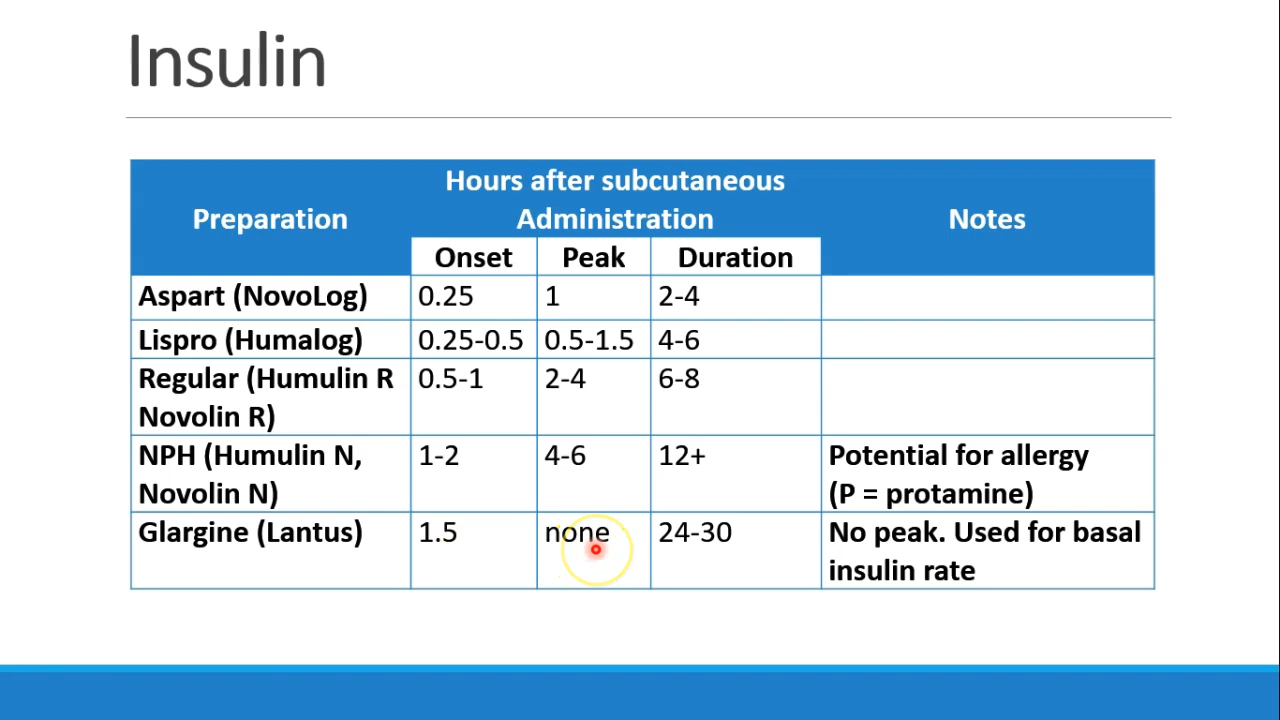 Insulin
Hours after subcutaneous
Preparation Administration Notes
Onset Peak Duration
Aspart (NovoLog) 0.25 1 2-4
Lispro (Humalog) 0.25-0.5 0.5-1.5 4-6
Regular (Humulin R 0.5-1 2-4 6-8
Novolin R)
NPH (Humulin N, 1-2 4-6 12+ Potential for allergy
Novolin N) (P = protamine)
Glargine (Lantus) 1.5 none 24-30 No peak. Used for basal
insulin rate